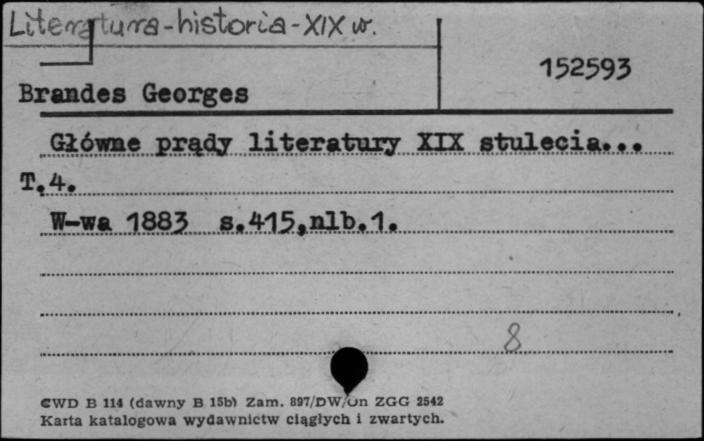 Literatura-historia-XIX w.
152593
Brandes Georges
Główne prądy literatury XIX stulecia...
T.4.
W-wa 1883 s.415,nlb.1.
8
CWD B 114 (dawny B 15b) Zam. 897/DW/On ZGG 2542
Karta katalogowa wydawnictw ciągłych i zwartych.